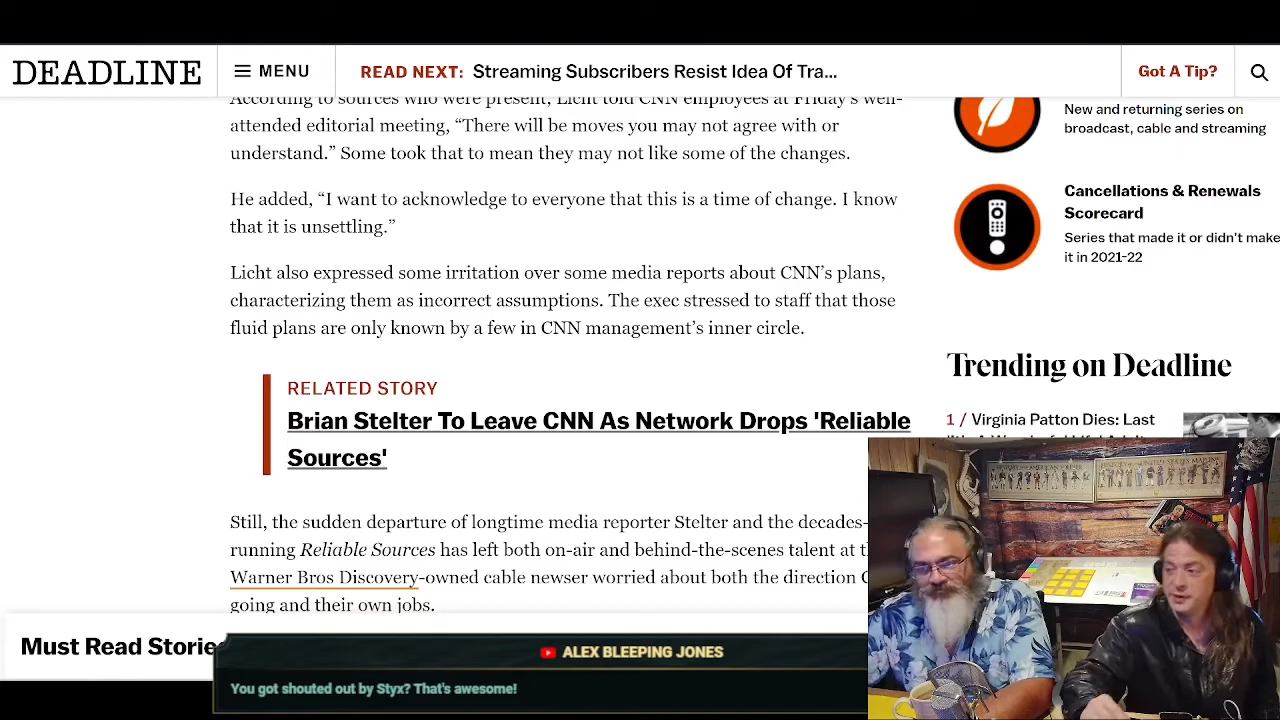 DEADLINE
MENU
READ NEXT: Streaming Subscribers Resist Idea Of Tra...
Got A Tip?
According to sources who were present, Licht told CNN employees at Friday's well-
attended editorial meeting, “There will be moves you may not agree with or
understand.” Some took that to mean they may not like some of the changes.
He added, “I want to acknowledge to everyone that this is a time of change. I know
that it is unsettling.”
Licht also expressed some irritation over some media reports about CNN’s plans,
characterizing them as incorrect assumptions. The exec stressed to staff that those
fluid plans are only known by a few in CNN management’s inner circle.
RELATED STORY
Brian Stelter To Leave CNN As Network Drops 'Reliable
Sources'
Still, the sudden departure of longtime media reporter Stelter and the decades-
running Reliable Sources has left both on-air and behind-the-scenes talent at
Warner Bros Discovery-owned cable newser worried about both the direction
going and their own jobs.
New and returning series on
broadcast, cable and streaming
Cancellations & Renewals
Scorecard
Series that made it or didn't make
it in 2021-22
Trending on Deadline
1 / Virginia Patton Dies: Last
Must Read Storie
ALEX BLEEPING JONES
You got shouted out by Styx? That's awesome!